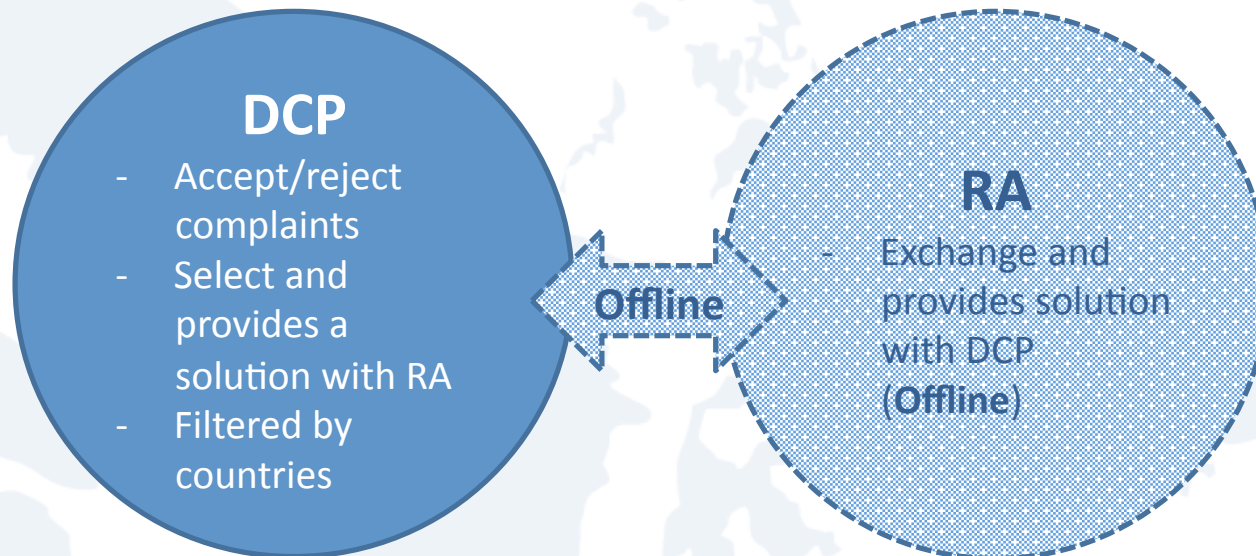 DCP
- Accept/reject
complaints
- Select and
provides a
solution with RA
- Filtered by
countries
Offline
RA
- Exchange and
provides solution
with DCP
(Offline)